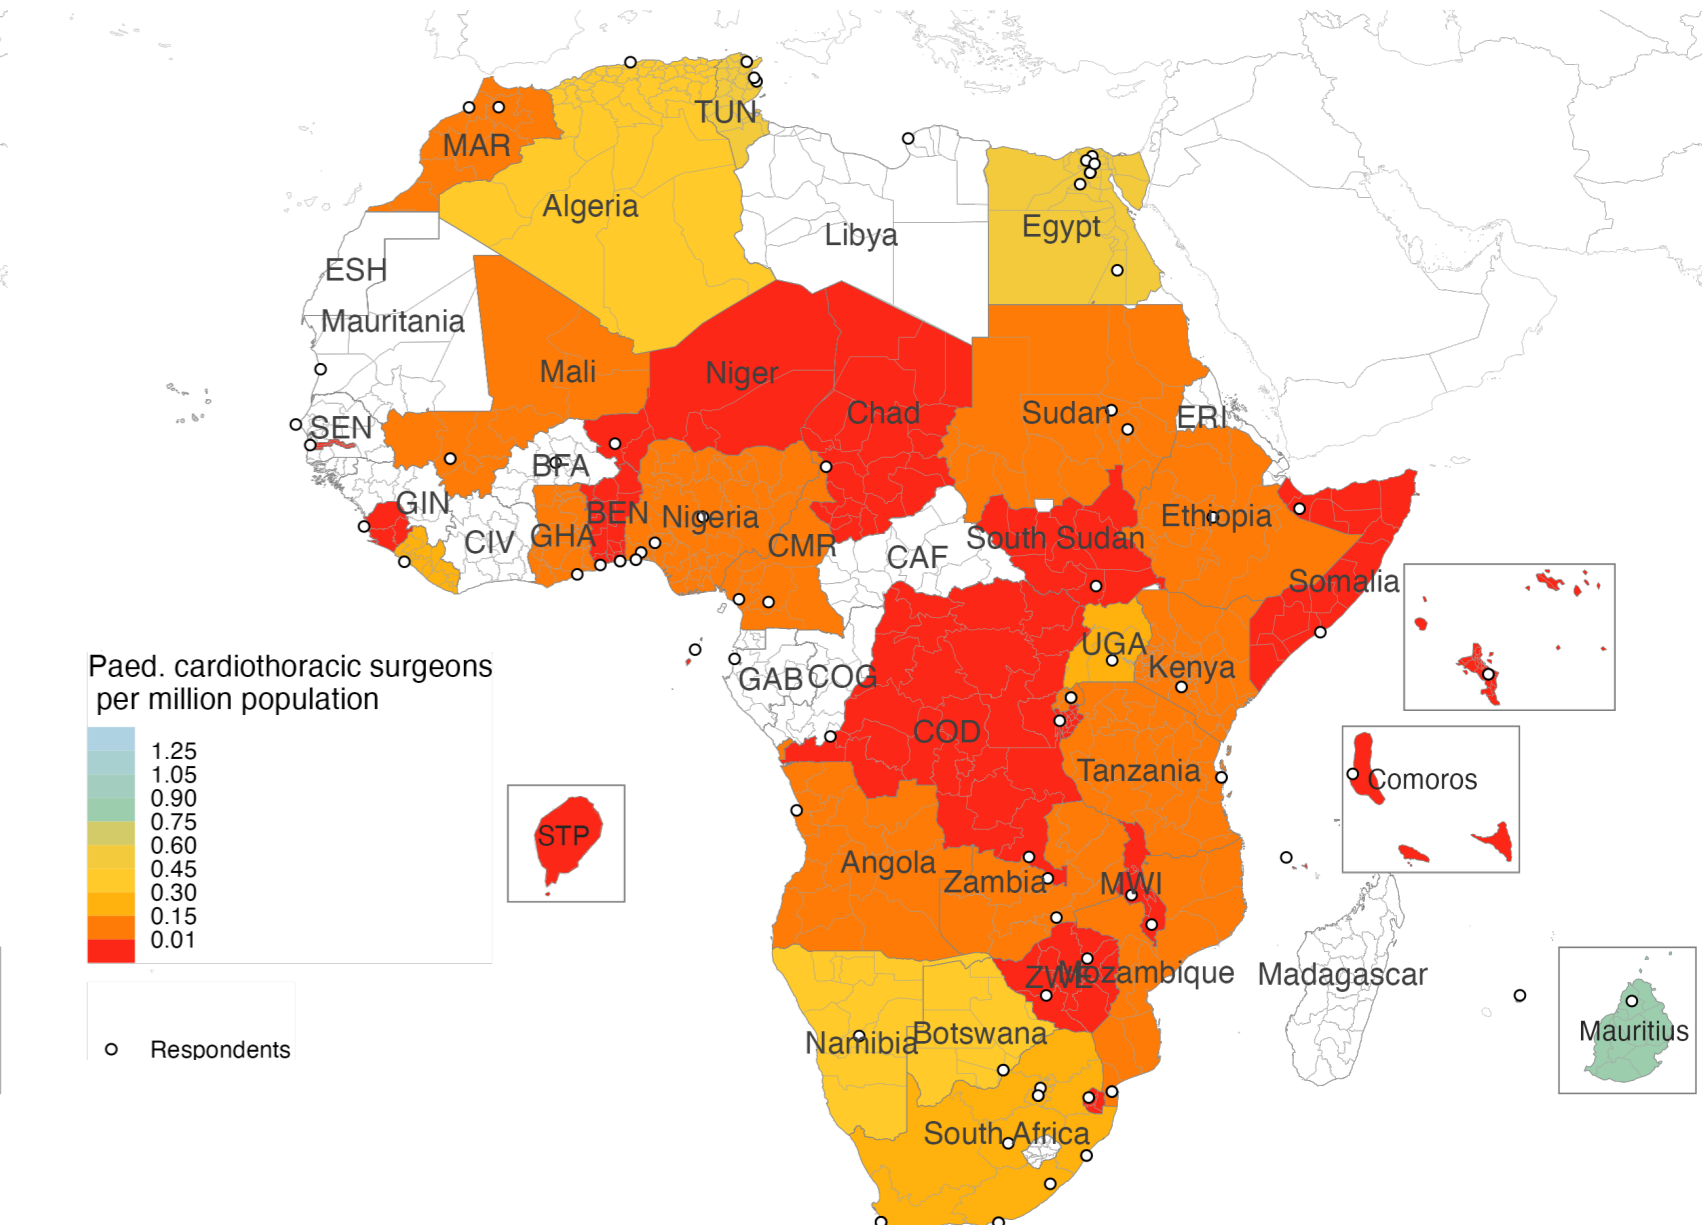 TUN
MAR
Algeria
Libya
Egypt
ESH
Mauritania
Mali
Niger
Chad
Sudan
ERI
SEN
BFA
GIN
BEN
Nigeria
Ethiopia
GHA
CIV
CMR
CAF
South Sudan
Somalia
UGA
Kenya
GAB
COG
COD
Tanzania
Comoros
STP
Angola
Zambia
MWI
ZWE
Mozambique
Madagascar
Mauritius
Namibia
Botswana
South Africa
Paed. cardiothoracic surgeons
per million population
1.25
1.05
0.90
0.75
0.60
0.45
0.30
0.15
0.01
Respondents